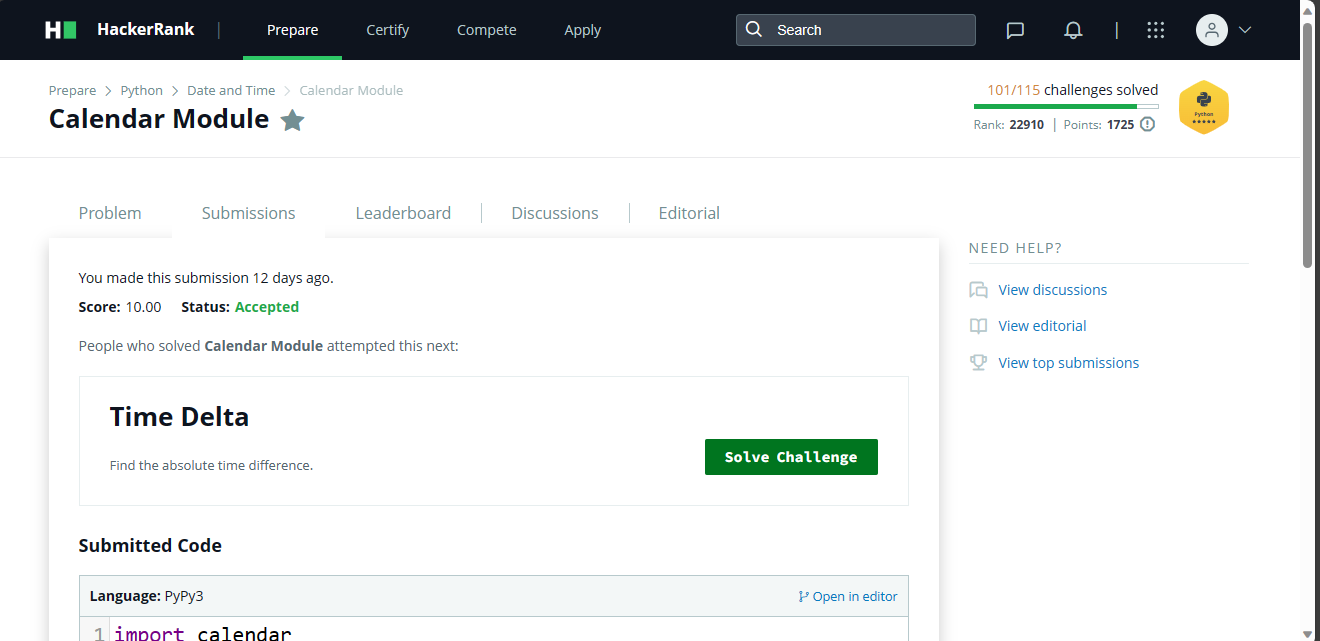 HackerRank | Prepare Certify Compete Apply Search |
Prepare > Python > Date and Time > Calendar Module
Calendar Module
101/115 challenges solved
Rank: 22910 | Points: 1725
Python
Problem Submissions Leaderboard Discussions Editorial
You made this submission 12 days ago.
Score: 10.00 Status: Accepted
People who solved Calendar Module attempted this next:
Time Delta
Find the absolute time difference.
Solve Challenge
Submitted Code
Language: PyPy3 Open in editor
1 import calendar
NEED HELP?
View discussions
View editorial
View top submissions